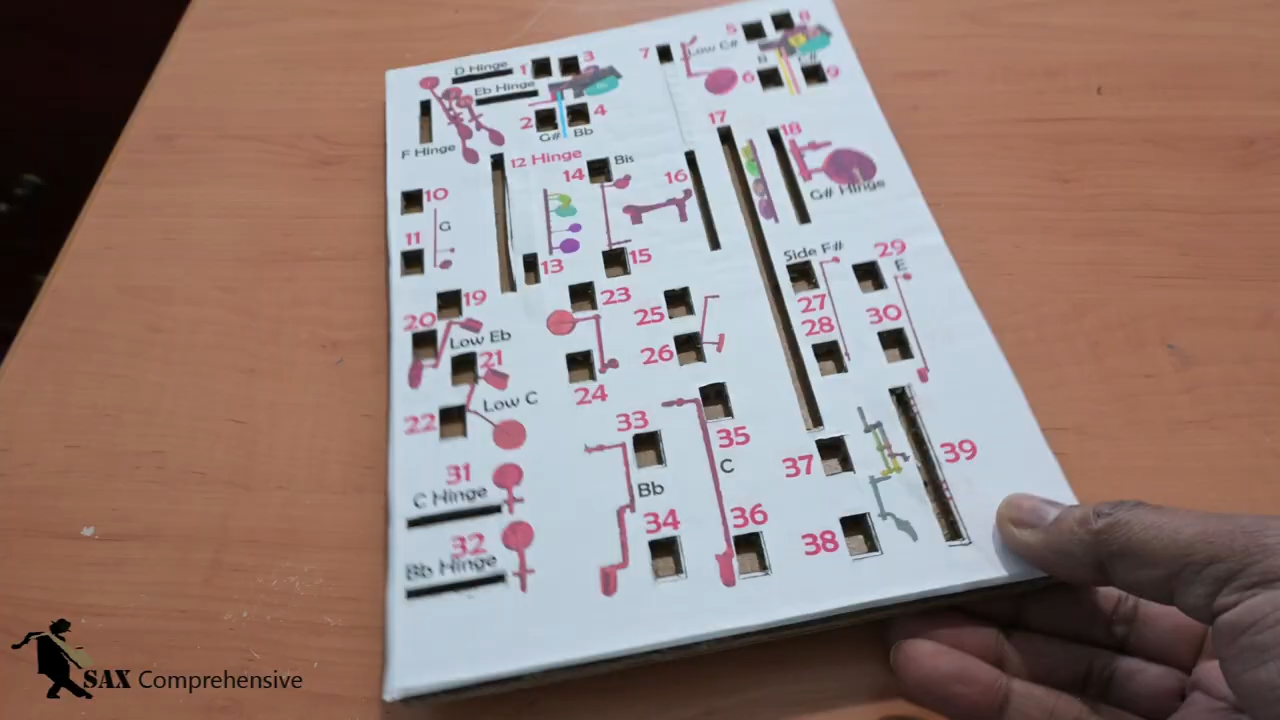 D Hinge
1
3
7
Low C#
5
8
Eb Hinge
B
C#
6
9
2
4
G#
Bb
F Hinge
17
12 Hinge
14
Bis
16
18
10
G
G# Hinge
11
13
15
Side F#
29
E
19
23
20
25
27
30
Low Eb
28
21
26
24
22
Low C
33
35
C
37
39
31
C Hinge
Bb
34
36
38
32
Bb Hinge
SAX Comprehensive